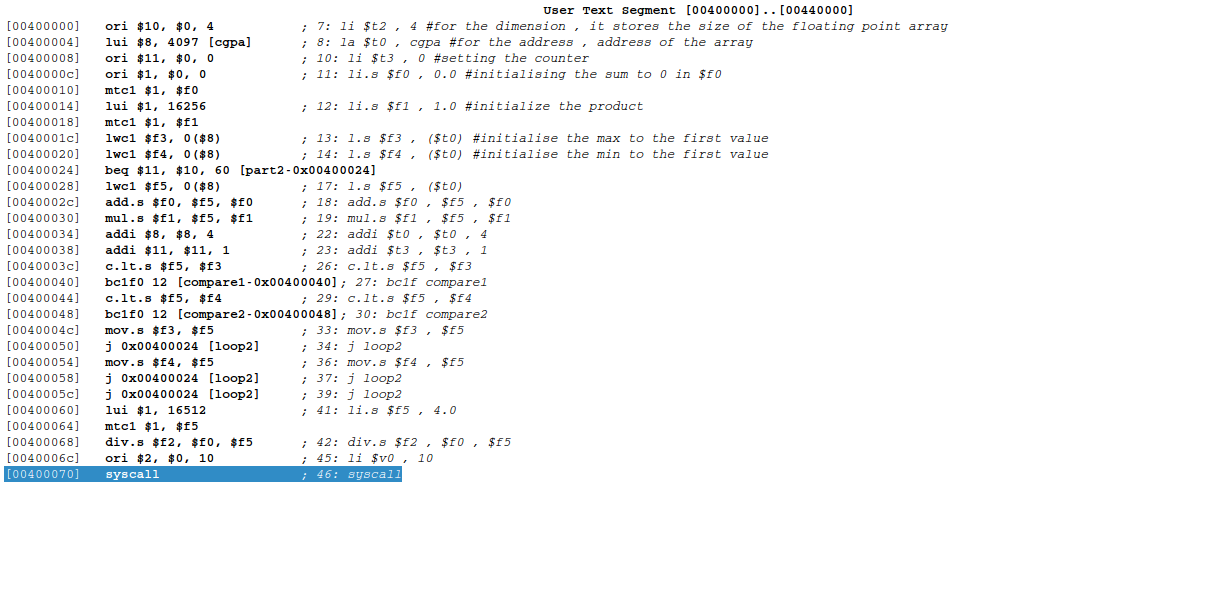 User Text Segment [00400000]..[00440000]
[00400000] ori $10, $0, 4 ; 7: li $t2 , 4 #for the dimension , it stores the size of the floating point array
[00400004] lui $8, 4097 [cgpa] ; 8: la $t0 , cgpa #for the address , address of the array
[00400008] ori $11, $0, 0 ; 10: li $t3 , 0 #setting the counter
[0040000c] ori $1, $0, 0 ; 11: li.s $f0 , 0.0 #initialising the sum to 0 in $f0
[00400010] mtc1 $1, $f0
[00400014] lui $1, 16256 ; 12: li.s $f1 , 1.0 #initialize the product
[00400018] mtc1 $1, $f1
[0040001c] lwc1 $f3, 0($8) ; 13: l.s $f3 , ($t0) #initialise the max to the first value
[00400020] lwc1 $f4, 0($8) ; 14: l.s $f4 , ($t0) #initialise the min to the first value
[00400024] beq $11, $10, 60 [part2-0x00400024]
[00400028] lwc1 $f5, 0($8) ; 17: l.s $f5 , ($t0)
[0040002c] add.s $f0, $f5, $f0 ; 18: add.s $f0 , $f5 , $f0
[00400030] mul.s $f1, $f5, $f1 ; 19: mul.s $f1 , $f5 , $f1
[00400034] addi $8, $8, 4 ; 22: addi $t0 , $t0 , 4
[00400038] addi $11, $11, 1 ; 23: addi $t3 , $t3 , 1
[0040003c] c.lt.s $f5, $f3 ; 26: c.lt.s $f5 , $f3
[00400040] bc1f0 12 [compare1-0x00400040]; 27: bc1f compare1
[00400044] c.lt.s $f5, $f4 ; 29: c.lt.s $f5 , $f4
[00400048] bc1f0 12 [compare2-0x00400048]; 30: bc1f compare2
[0040004c] mov.s $f3, $f5 ; 33: mov.s $f3 , $f5
[00400050] j 0x00400024 [loop2] ; 34: j loop2
[00400054] mov.s $f4, $f5 ; 36: mov.s $f4 , $f5
[00400058] j 0x00400024 [loop2] ; 37: j loop2
[0040005c] j 0x00400024 [loop2] ; 39: j loop2
[00400060] lui $1, 16512 ; 41: li.s $f5 , 4.0
[00400064] mtc1 $1, $f5
[00400068] div.s $f2, $f0, $f5 ; 42: div.s $f2 , $f0 , $f5
[0040006c] ori $2, $0, 10 ; 45: li $v0 , 10
[00400070] syscall ; 46: syscall